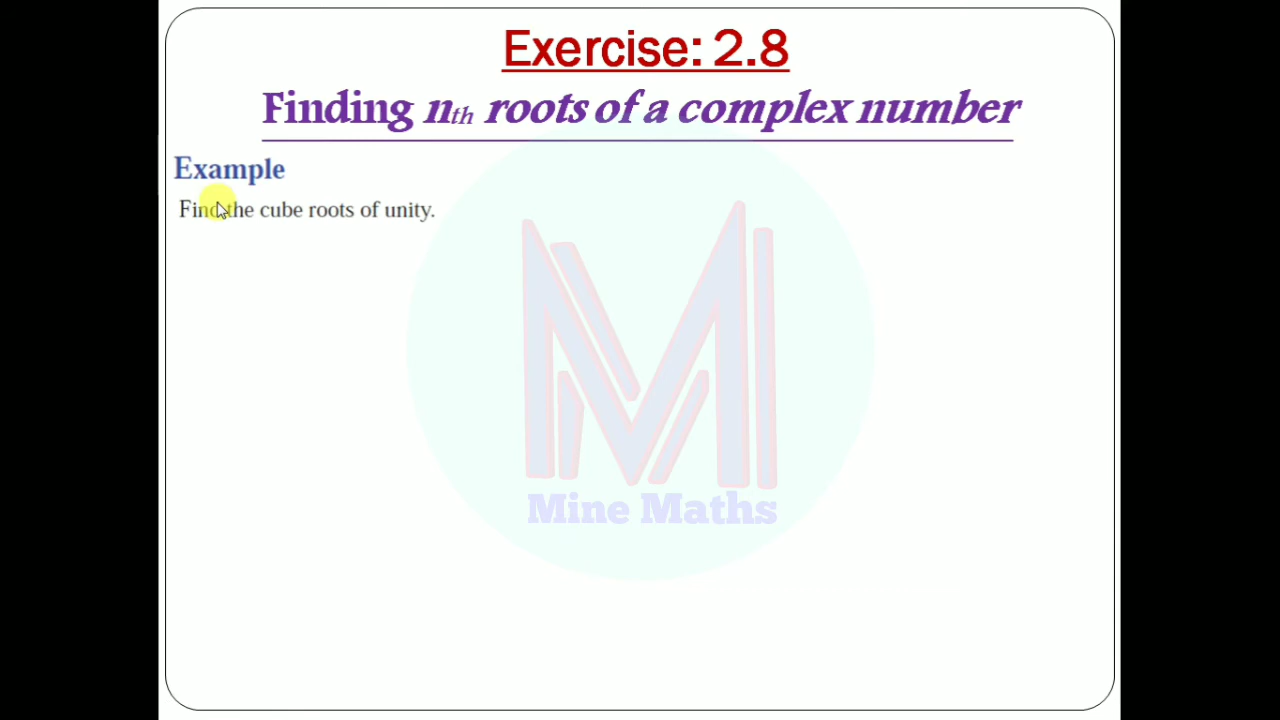 Exercise: 2.8
Finding nth roots of a complex number
Example
Find the cube roots of unity.
Mine Maths